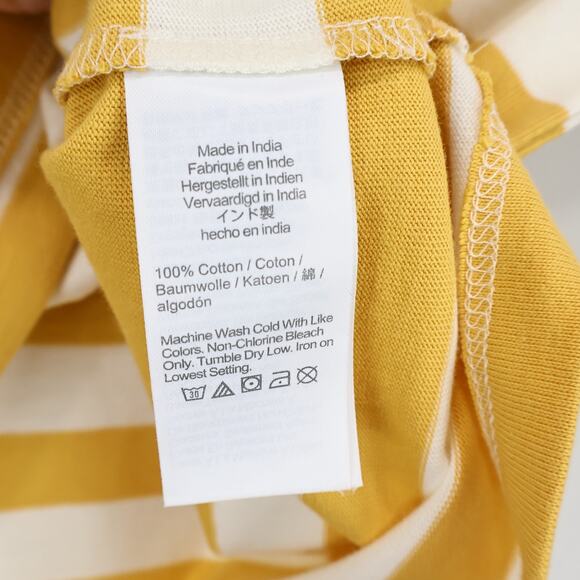 Made in India
Fabriqué en Inde
Hergestellt in Indien
Vervaardigd in India
インド製
hecho en india
100% Cotton / Coton /
Baumwolle / Katoen / 綿 /
algodón
Machine Wash Cold With Like
Colors. Non-Chlorine Bleach
Only. Tumble Dry Low. Iron on
Lowest Setting.
30